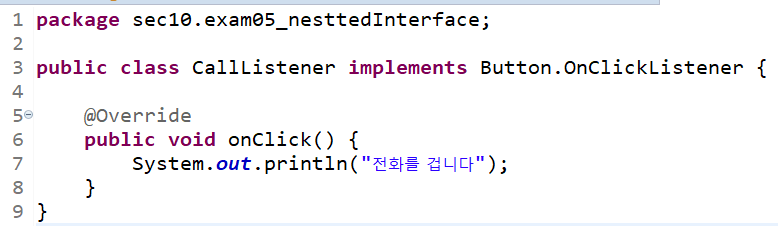 1 package sec10.exam05_nesttedInterface;
2
3 public class CallListener implements Button.OnClickListener {
4
5 @Override
6 public void onClick() {
7 System.out.println("전화를 겁니다");
8 }
9 }